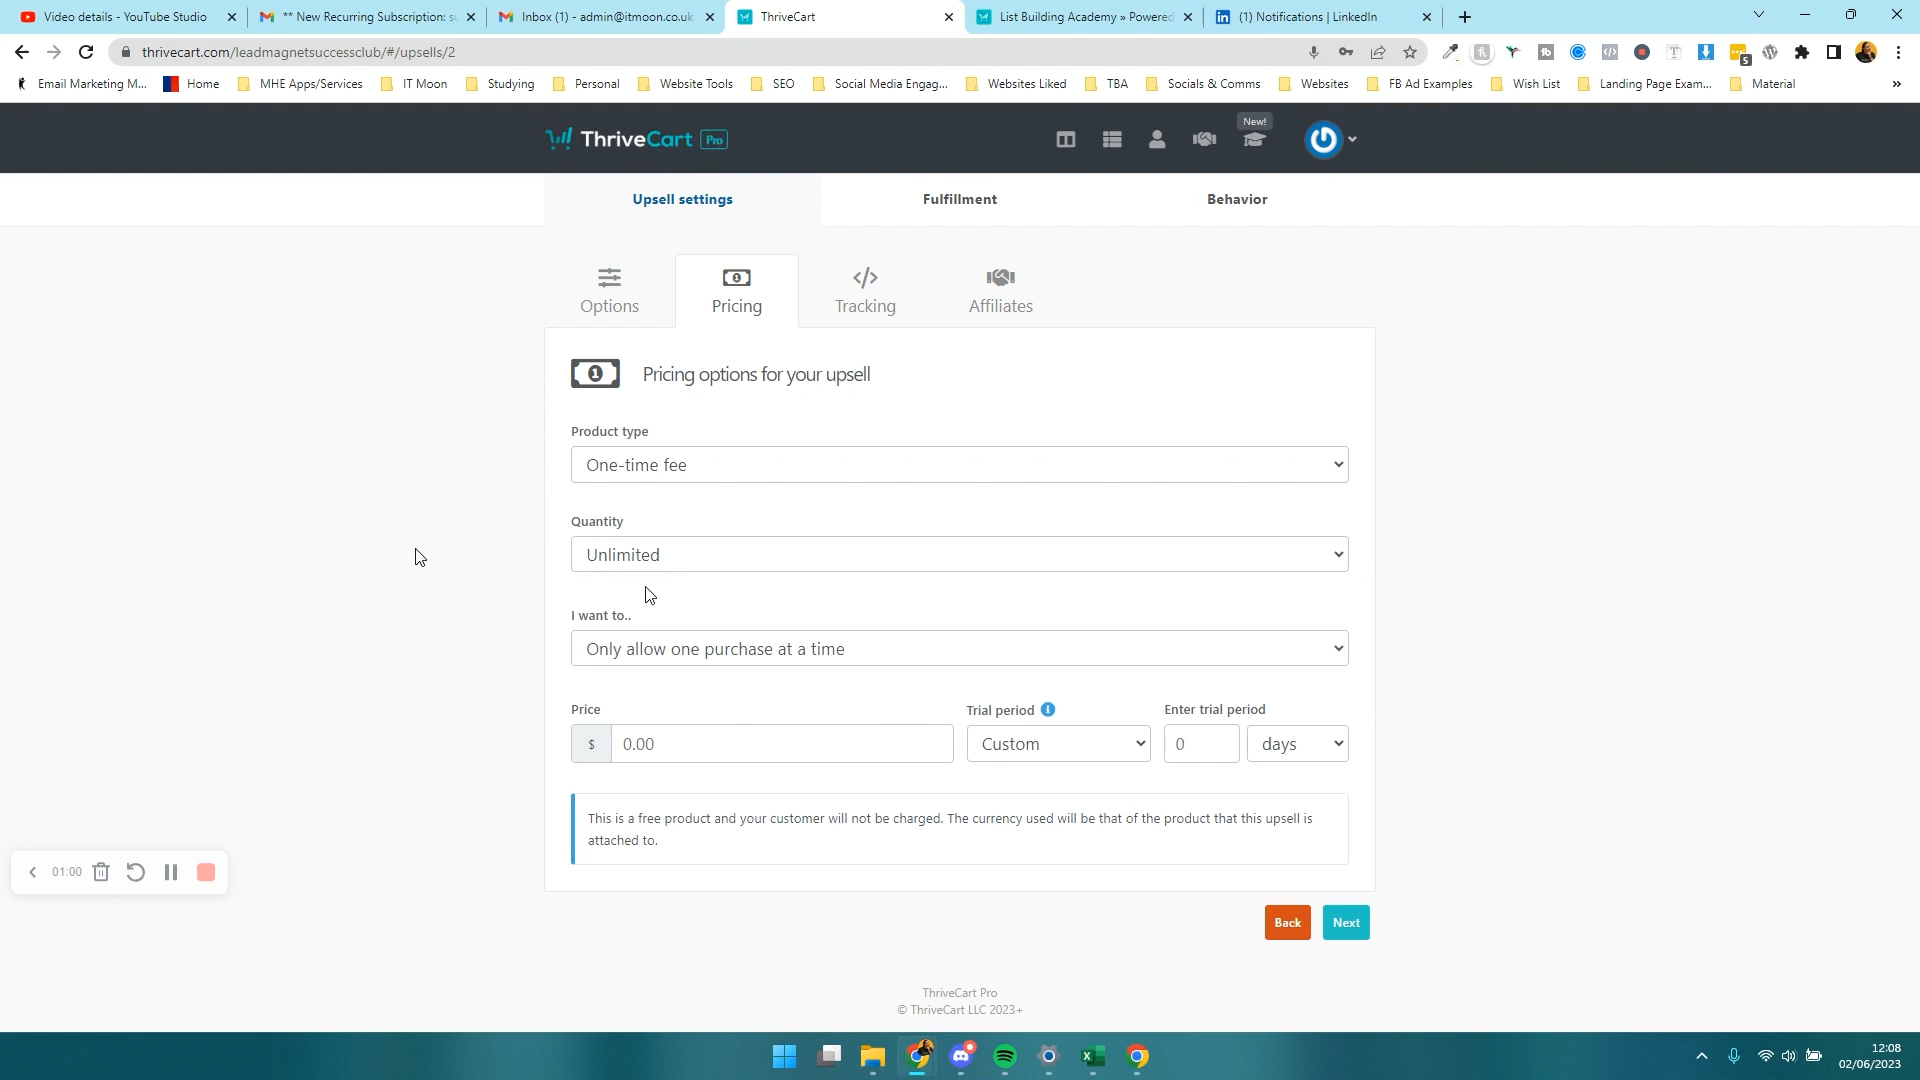 Video details - YouTube Studio
** New Recurring Subscription: su
Inbox (1) - admin@itmoon.co.uk
ThriveCart
List Building Academy » Powered
(1) Notifications | LinkedIn
thrivecart.com/leadmagnetsuccessclub/#/upsells/2
5
Email Marketing M...
Home
MHE Apps/Services
IT Moon
Studying
Personal
Website Tools
SEO
Social Media Engag...
Websites Liked
TBA
Socials & Comms
Websites
FB Ad Examples
Wish List
Landing Page Exam...
Material
»
ThriveCart Pro
New!
Upsell settings
Fulfillment
Behavior
Options
Pricing
Tracking
Affiliates
Pricing options for your upsell
Product type
One-time fee
Quantity
Unlimited
I want to..
Only allow one purchase at a time
Price
Trial period
Enter trial period
$ 0.00
Custom
0
days
This is a free product and your customer will not be charged. The currency used will be that of the product that this upsell is
attached to.
01:00
Back
Next
ThriveCart Pro
© ThriveCart LLC 2023+
12:08
02/06/2023